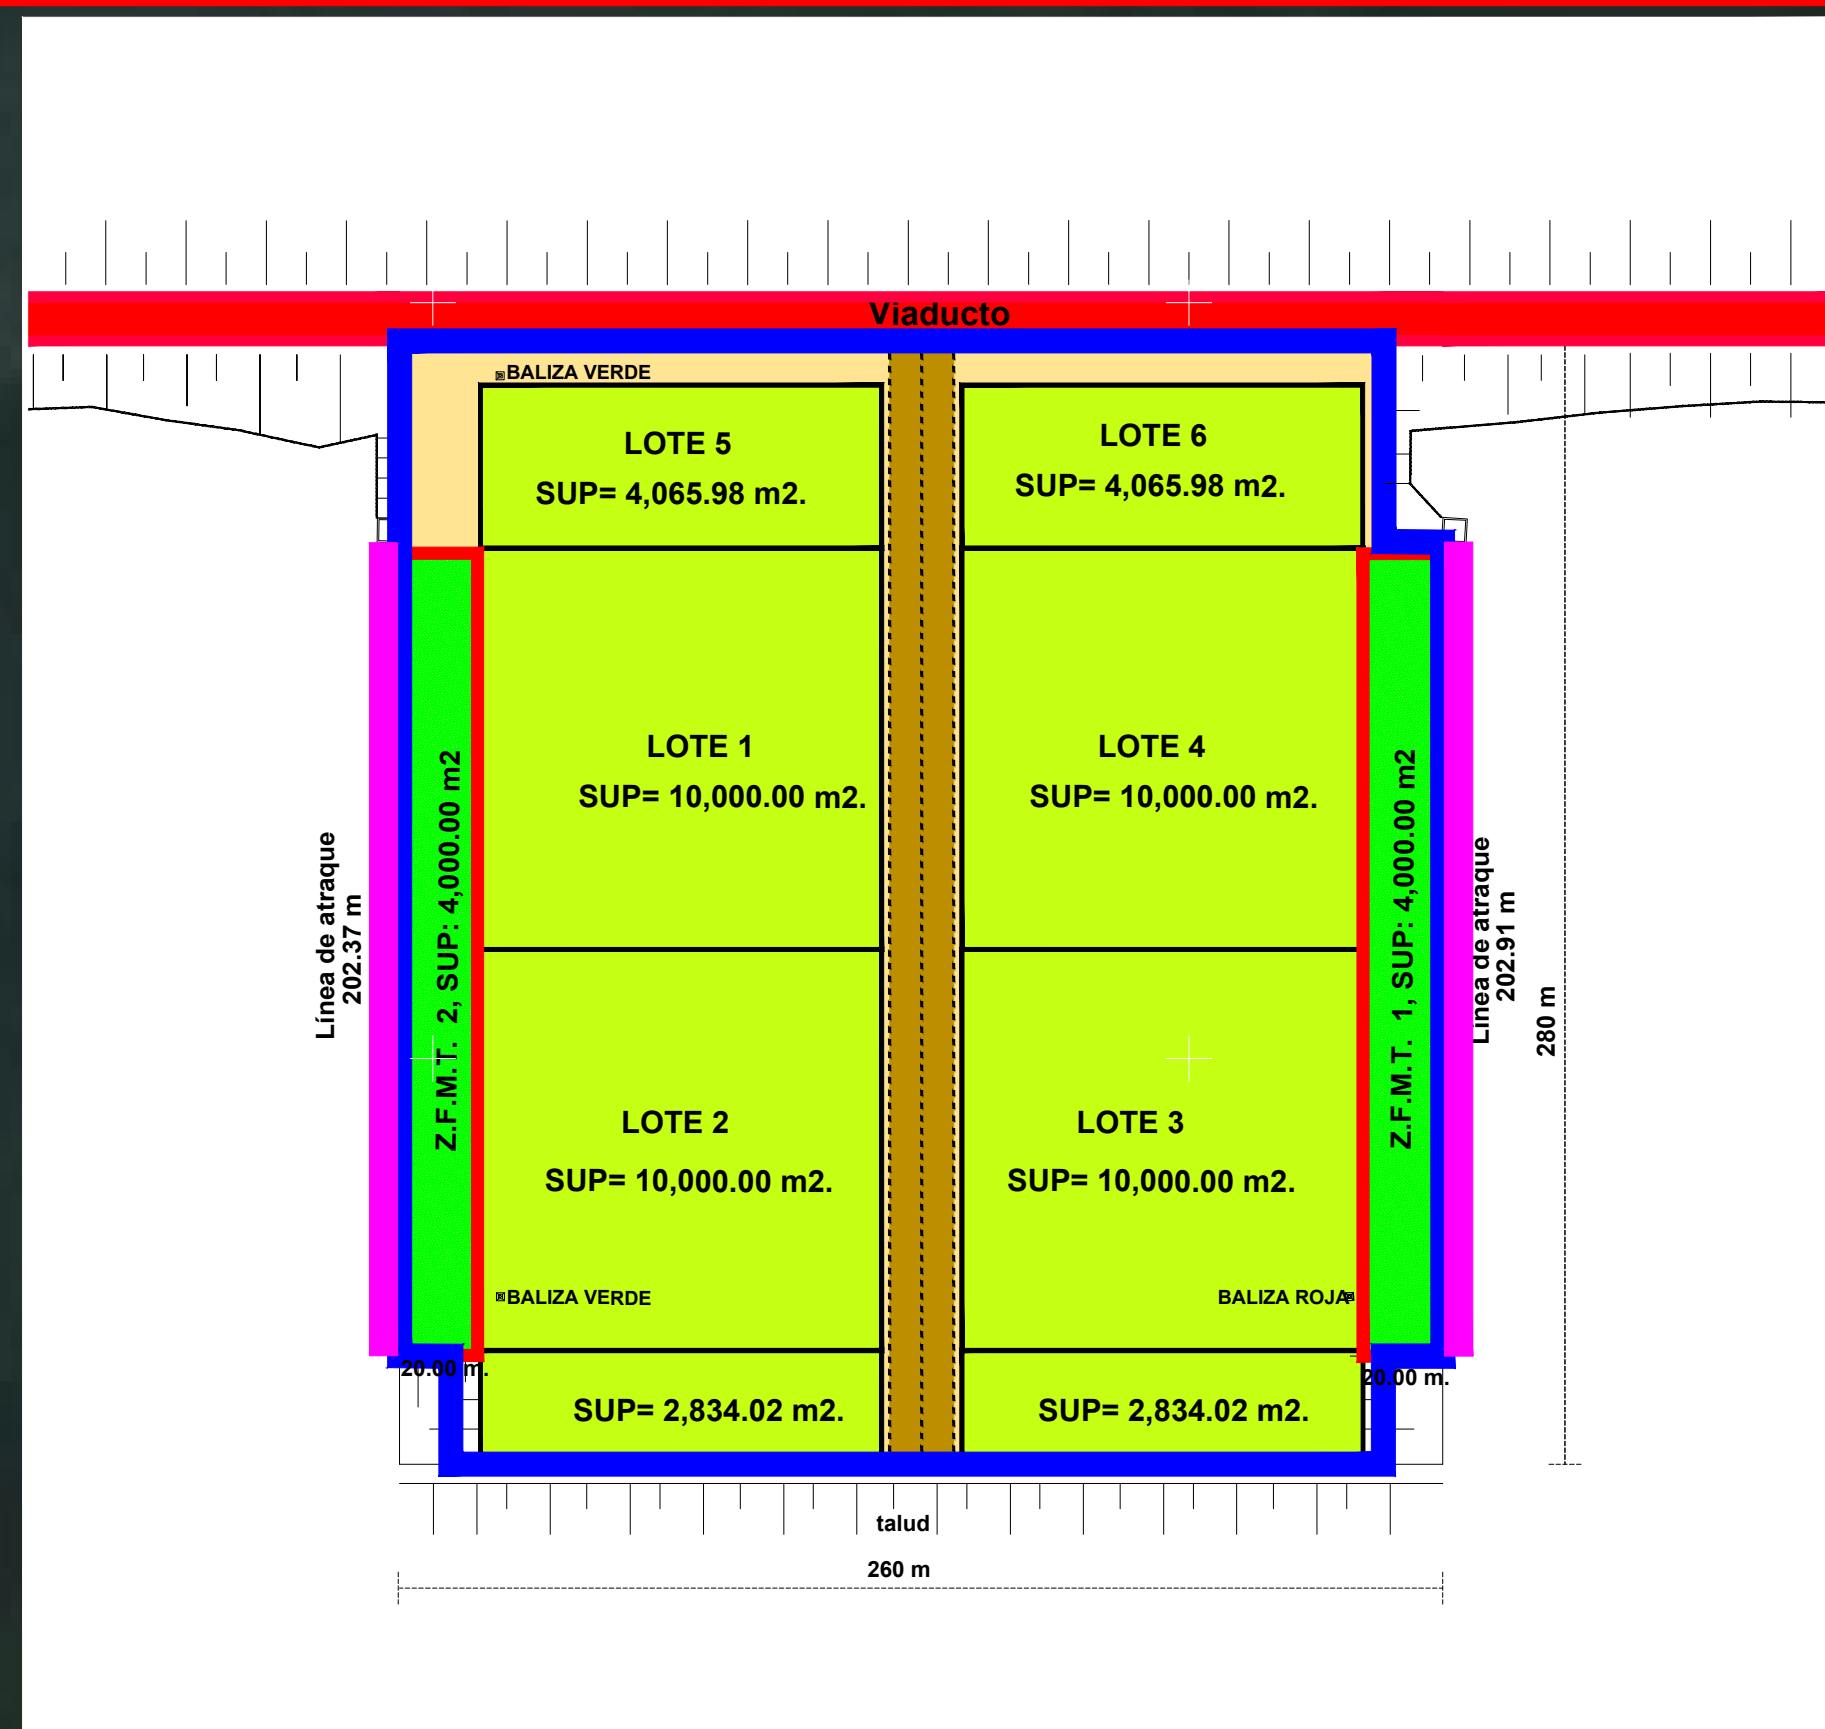 Viaducto
BALIZA VERDE
LOTE 5
SUP= 4,065.98 m2.
LOTE 6
SUP= 4,065.98 m2.
LOTE 1
SUP= 10,000.00 m2.
LOTE 4
SUP= 10,000.00 m2.
Línea de atraque
202.37 m
Z.F.M.T. 2, SUP: 4,000.00 m2
Z.F.M.T. 1, SUP: 4,000.00 m2
Línea de atraque
202.91 m
280 m
LOTE 2
SUP= 10,000.00 m2.
LOTE 3
SUP= 10,000.00 m2.
BALIZA VERDE
BALIZA ROJA
20.00 m.
20.00 m.
SUP= 2,834.02 m2.
SUP= 2,834.02 m2.
talud
260 m